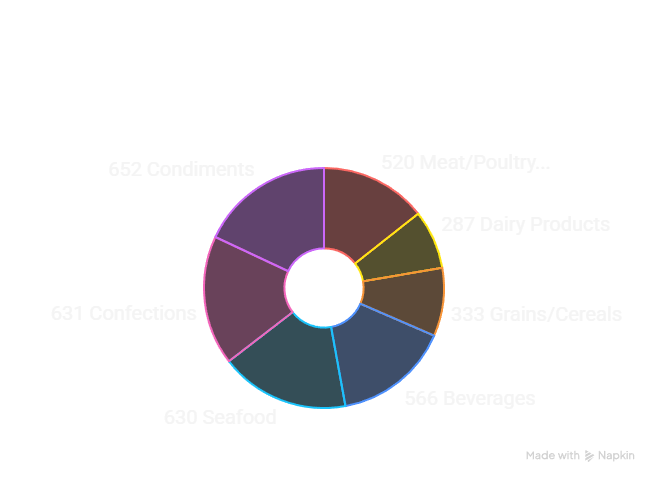 652 Condiments
520 Meat/Poultry...
287 Dairy Products
631 Confections
333 Grains/Cereals
566 Beverages
630 Seafood
Made with Napkin